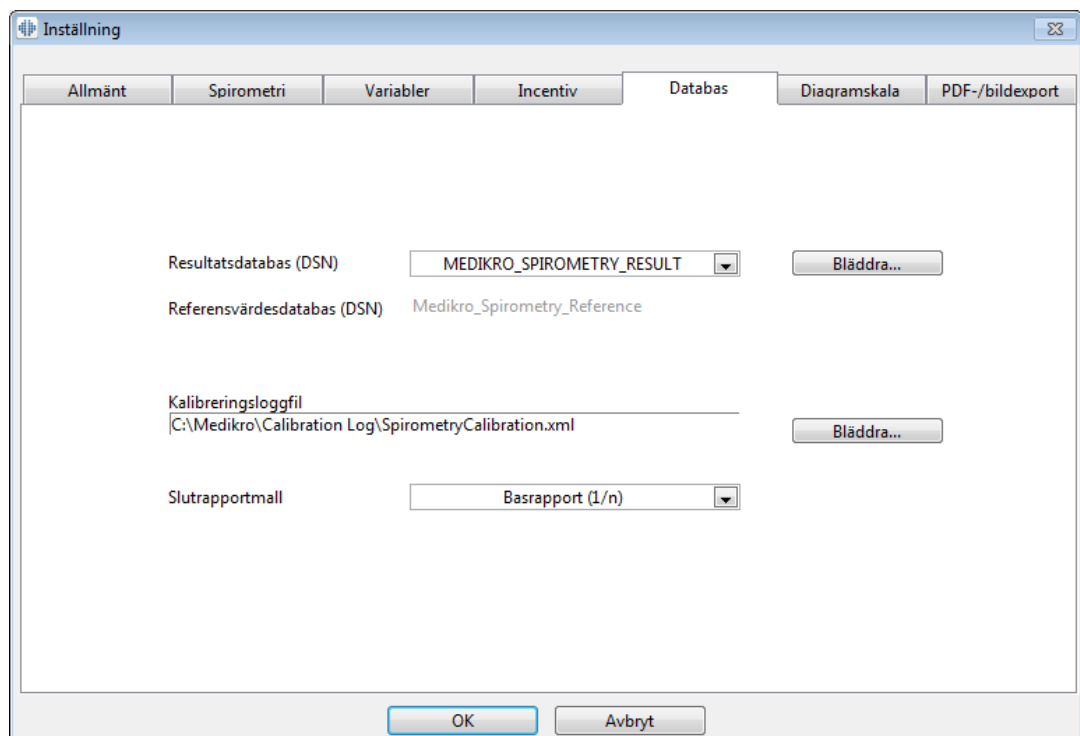 Inställning
Allmänt Spirometri Variabler Incentiv Databas Diagramskala PDF-/bildexport
Resultatsdatabas (DSN) MEDIKRO_SPIROMETRY_RESULT Bläddra...
Referensvärdesdatabas (DSN) Medikro_Spirometry_Reference
Kalibreringsloggfil
C:\Medikro\Calibration Log\SpirometryCalibration.xml Bläddra...
Slutrapportmall Basrapport (1/n)
OK Avbryt